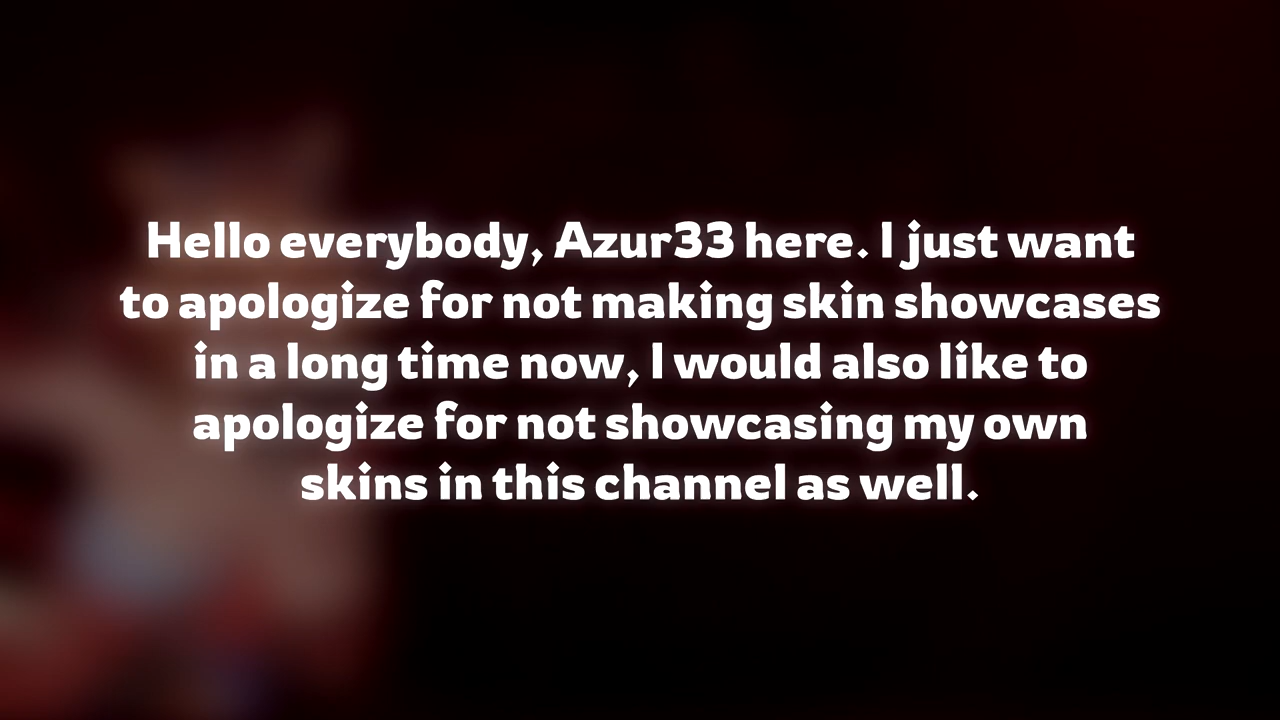 Hello everybody, Azur33 here. I just want
to apologize for not making skin showcases
in a long time now, I would also like to
apologize for not showcasing my own
skins in this channel as well.